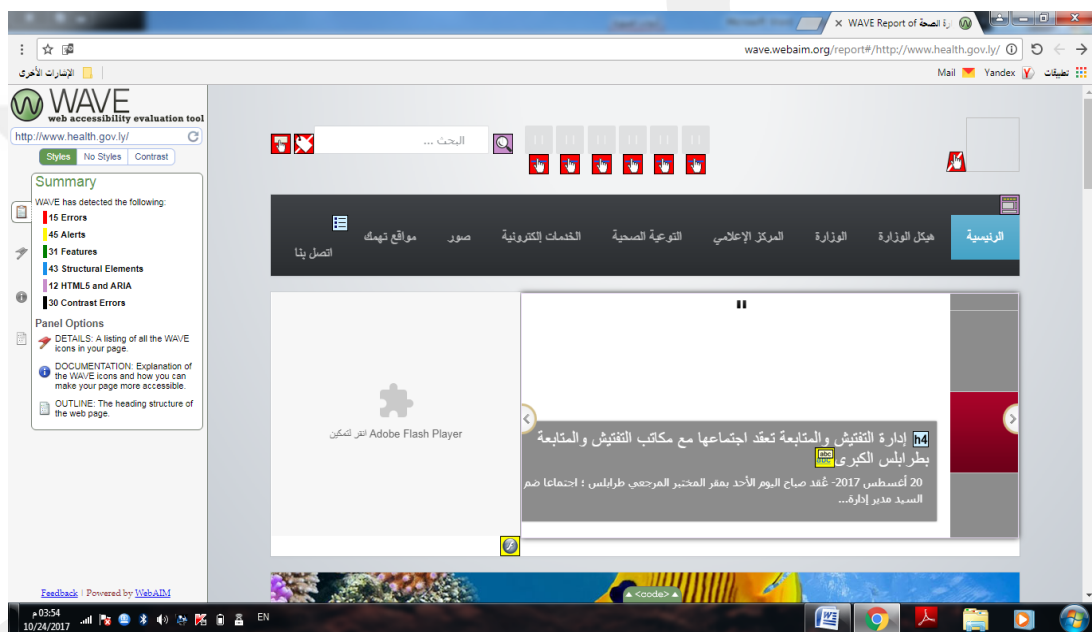 WAVE Report of وزارة الصحة
wave.webaim.org/report#/http://www.health.gov.ly/
الإشارات الأخرى
Mail
Yandex
تطبيقات
WAVE
web accessibility evaluation tool
http://www.health.gov.ly/
Styles No Styles Contrast
Summary
WAVE has detected the following:
15 Errors
45 Alerts
31 Features
43 Structural Elements
12 HTML5 and ARIA
30 Contrast Errors
Panel Options
DETAILS: A listing of all the WAVE
icons in your page.
DOCUMENTATION: Explanation of
the WAVE icons and how you can
make your page more accessible.
OUTLINE: The heading structure of
the web page.
Feedback | Powered by WebAIM
البحث ...
الرئيسية هيكل الوزارة الوزارة المركز الإعلامي التوعية الصحية الخدمات إلكترونية صور مواقع تهمك
اتصل بنا
انقر لتمكين Adobe Flash Player
h4 إدارة التفتيش والمتابعة تعقد اجتماعها مع مكاتب التفتيش والمتابعة
بطرابلس الكبرى
20 أغسطس 2017- عُقد صباح اليوم الأحد بمقر المختبر المرجعي طرابلس ؛ اجتماعا ضم
السيد مدير إدارة...
<code>
03:54 م
10/24/2017
EN